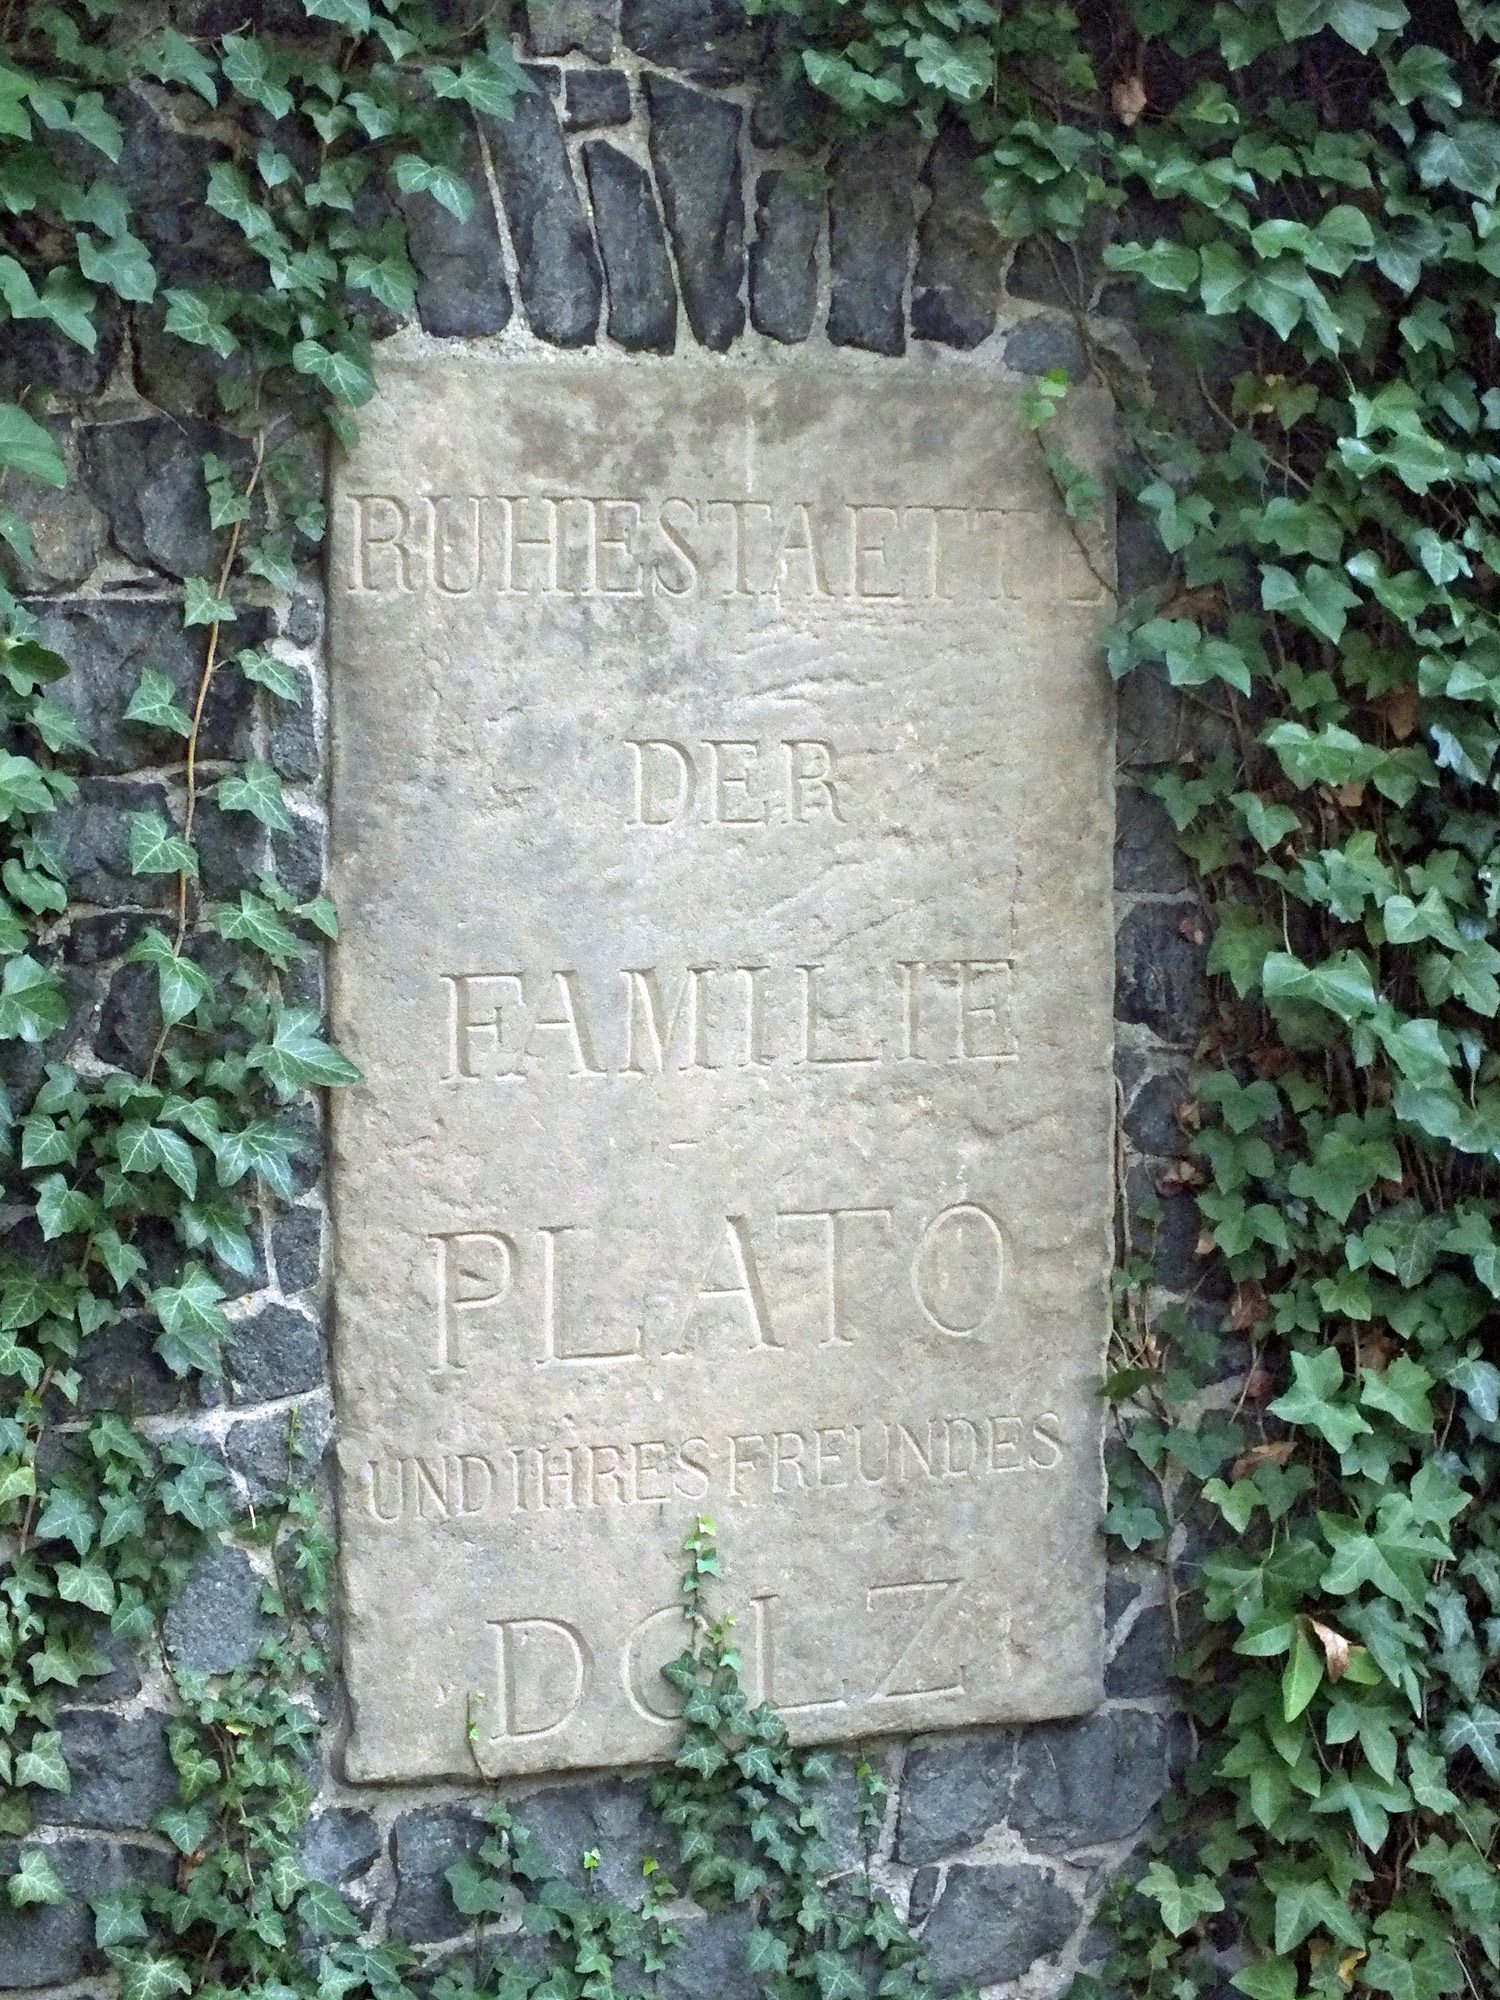 RUHESTAETTE
DER
FAMILIE
PLATO
UND IHRES FREUNDES
DOLZ